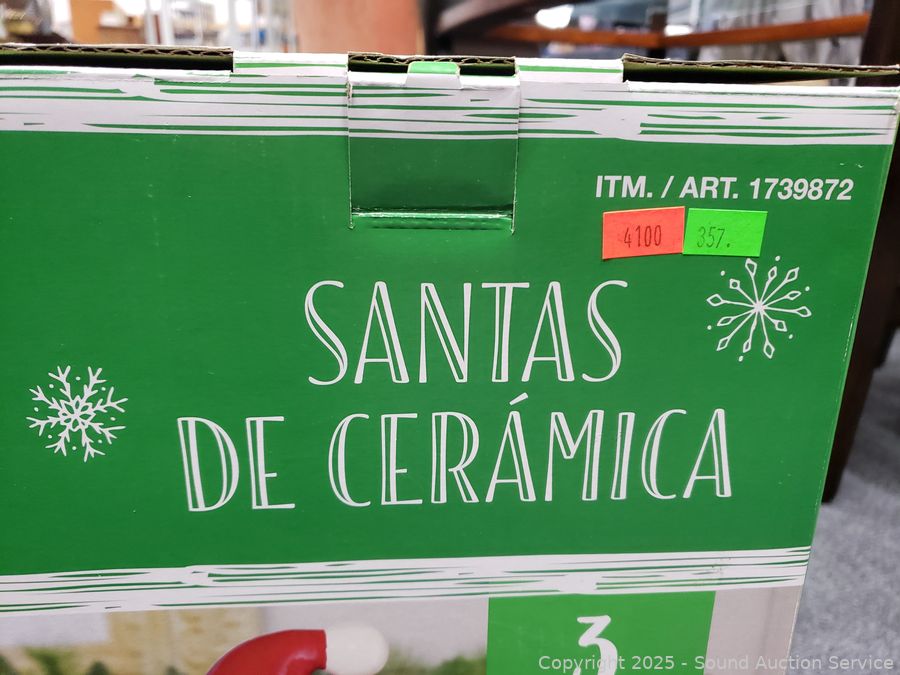 ITM. / ART. 1739872
4100 357.
SANTAS
DE CERÁMICA
3
Copyright 2025 - Sound Auction Service